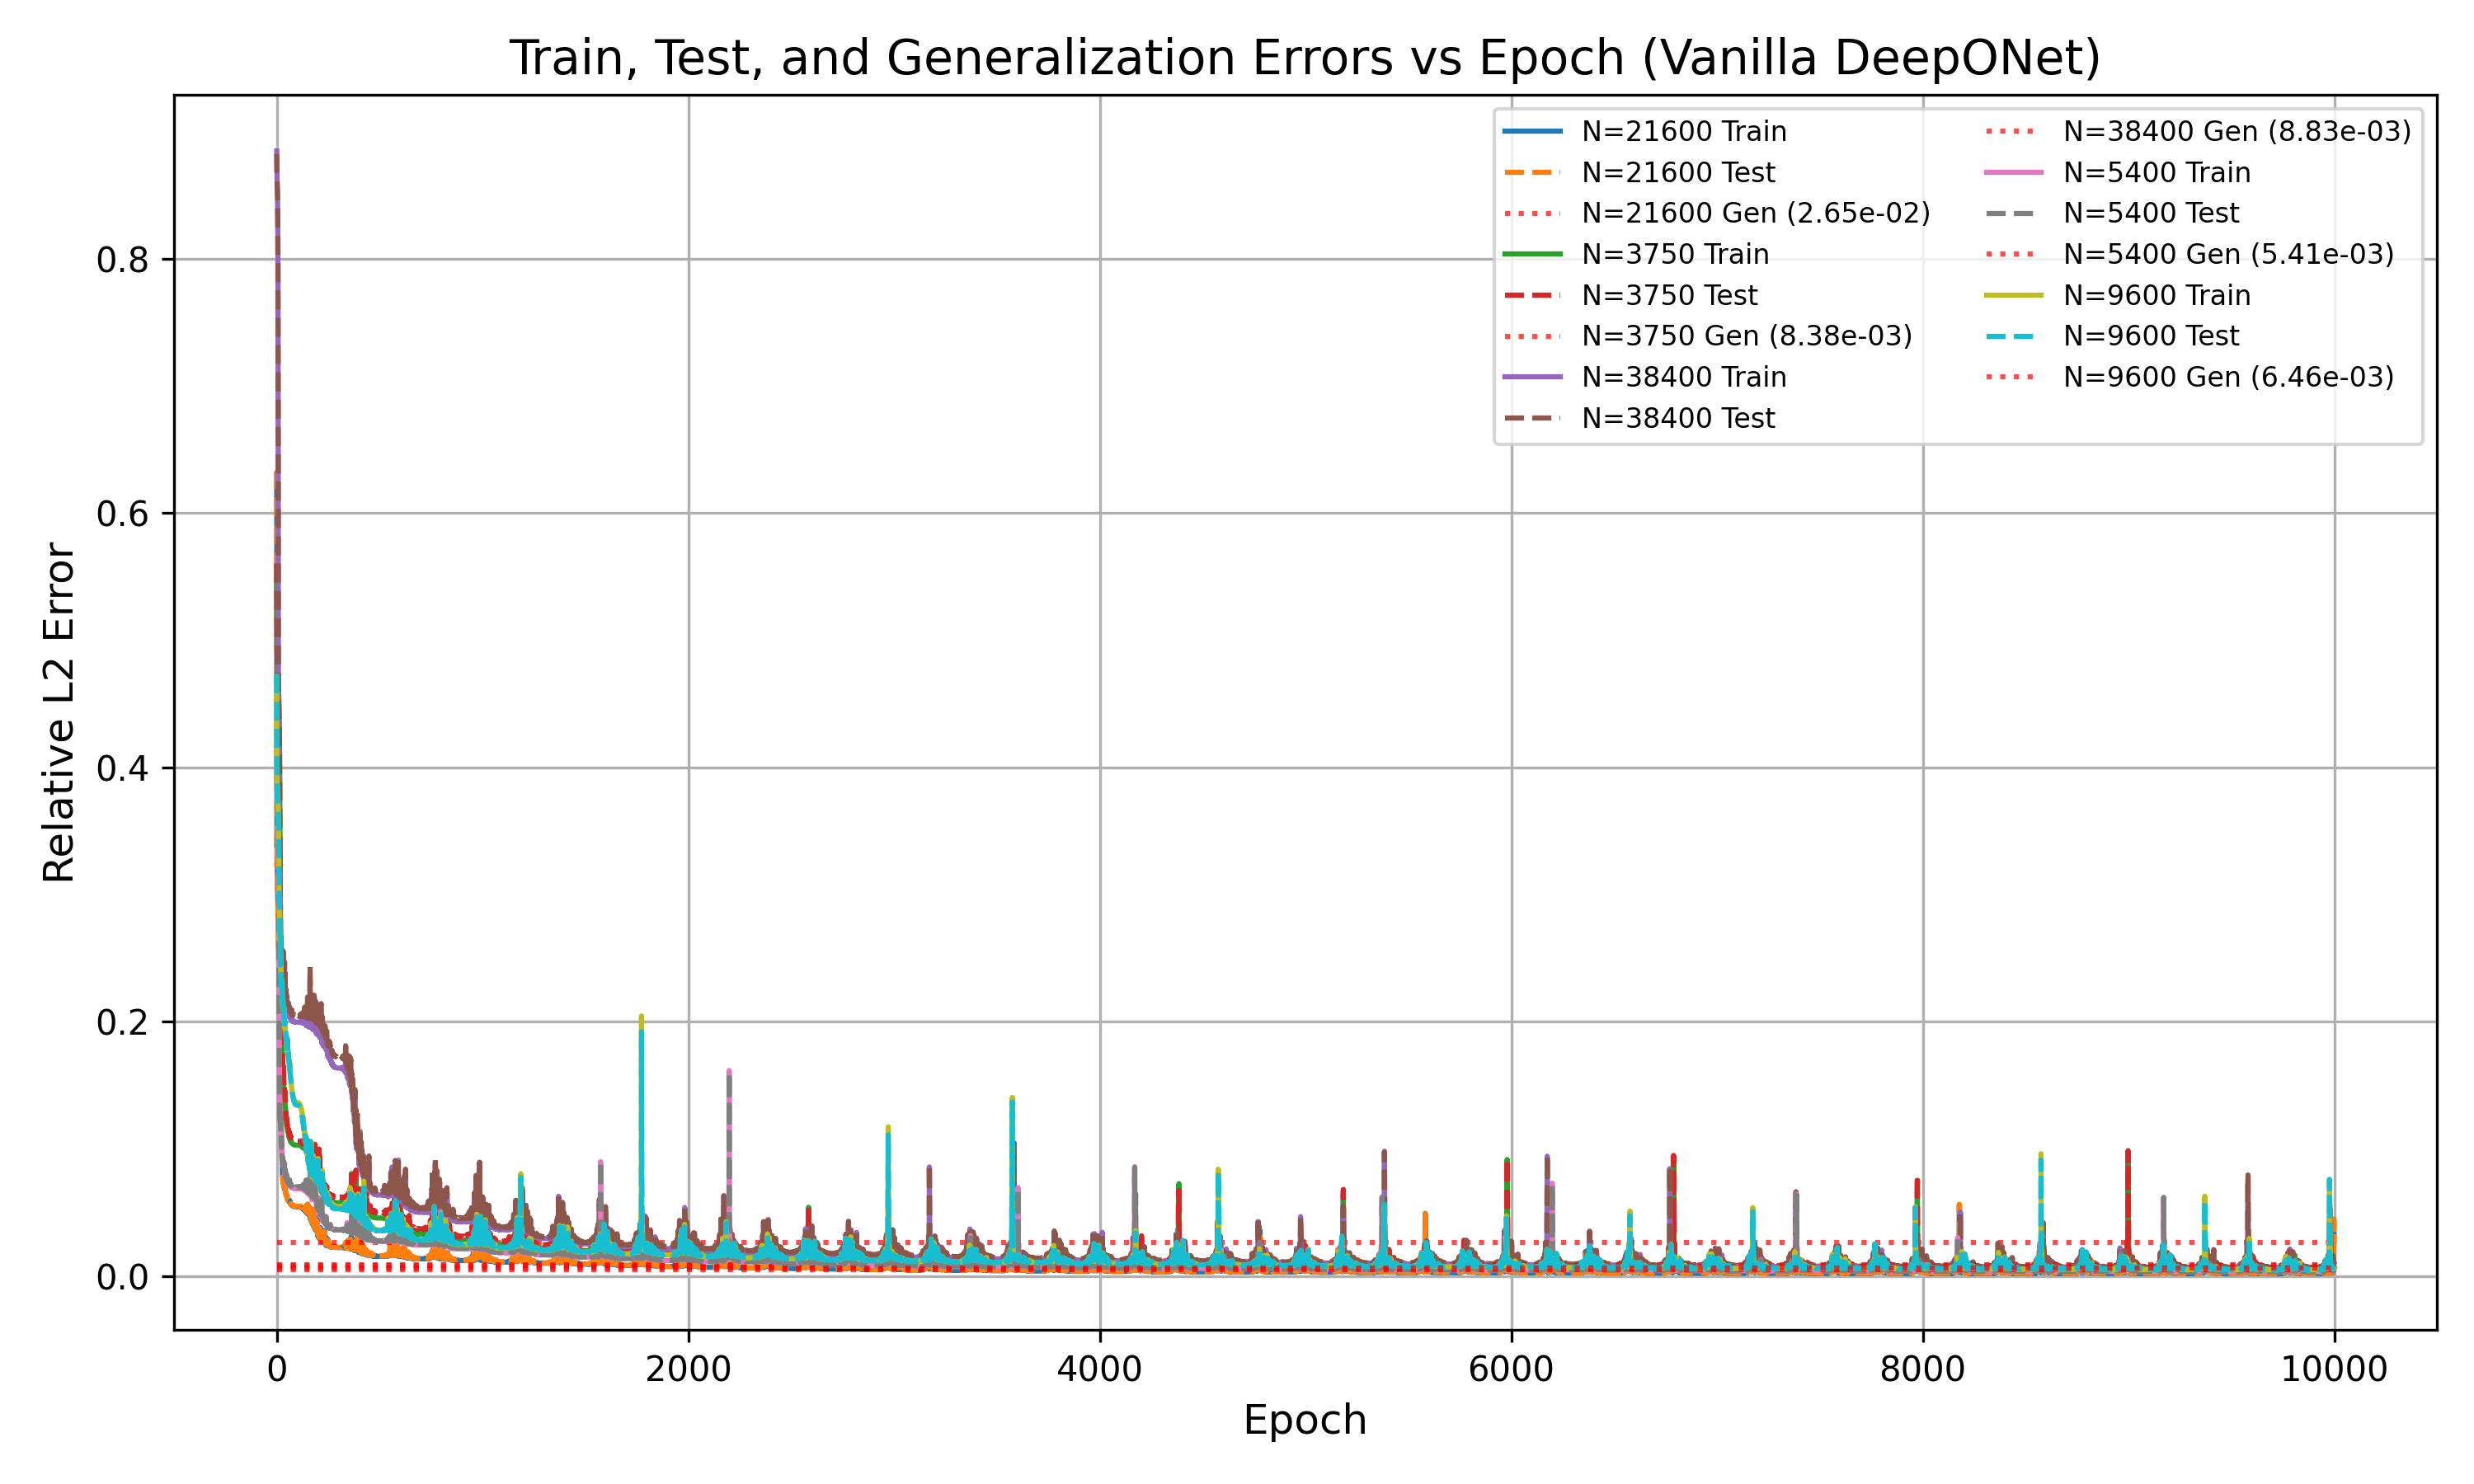 Train, Test, and Generalization Errors vs Epoch (Vanilla DeepONet)
N=21600 Train
N=21600 Test
N=21600 Gen (2.65e-02)
N=3750 Train
N=3750 Test
N=3750 Gen (8.38e-03)
N=38400 Train
N=38400 Test
N=38400 Gen (8.83e-03)
N=5400 Train
N=5400 Test
N=5400 Gen (5.41e-03)
N=9600 Train
N=9600 Test
N=9600 Gen (6.46e-03)
Relative L2 Error
0.8
0.6
0.4
0.2
0.0
0 2000 4000 6000 8000 10000
Epoch